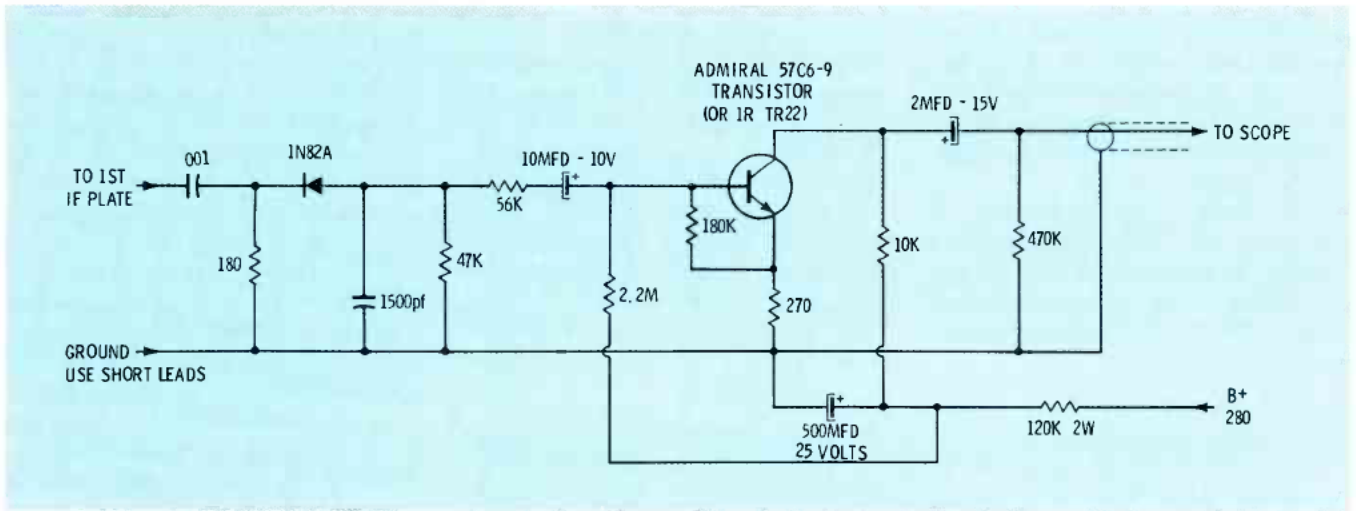 ADMIRAL 57C6-9
TRANSISTOR
(OR IR TR22)
2MFD - 15V
TO SCOPE
001
1N82A
10MFD - 10V
TO 1ST
IF PLATE
56K
180K
180
47K
10K
470K
2.2M
1500pf
270
GROUND
USE SHORT LEADS
B+
280
500MFD
25 VOLTS
120K 2W